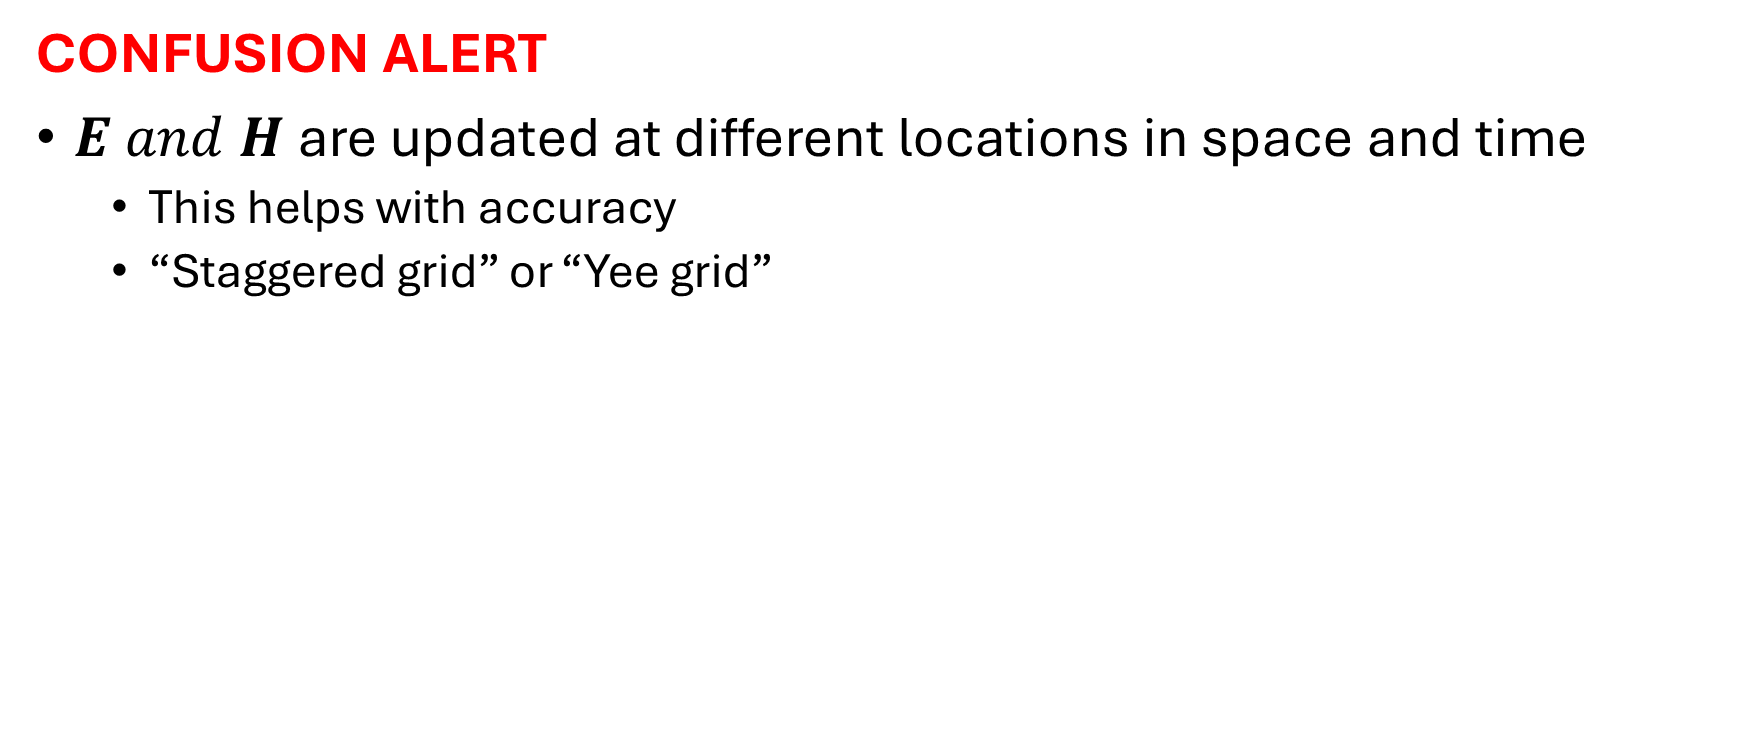 CONFUSION ALERT
• E and H are updated at different locations in space and time
• This helps with accuracy
• “Staggered grid” or “Yee grid”